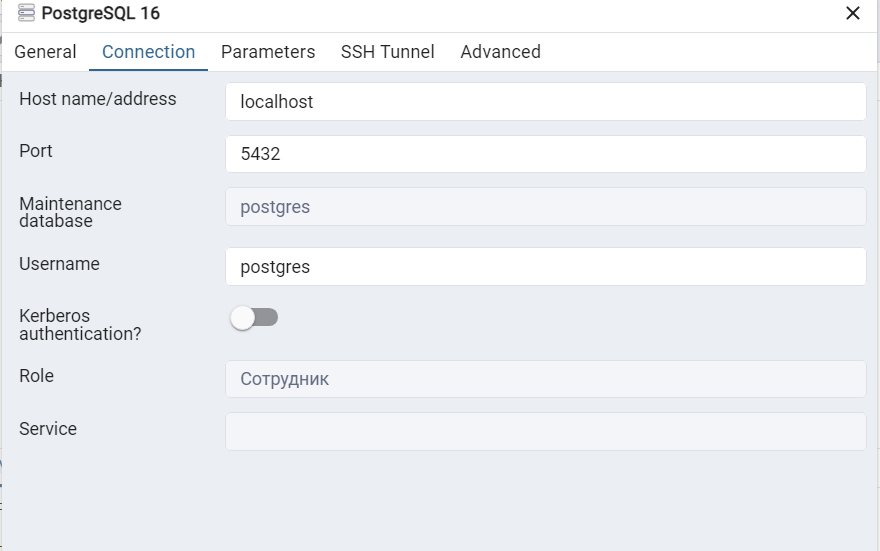 PostgreSQL 16
General Connection Parameters SSH Tunnel Advanced
Host name/address localhost
Port 5432
Maintenance
database postgres
Username postgres
Kerberos
authentication?
Role Сотрудник
Service